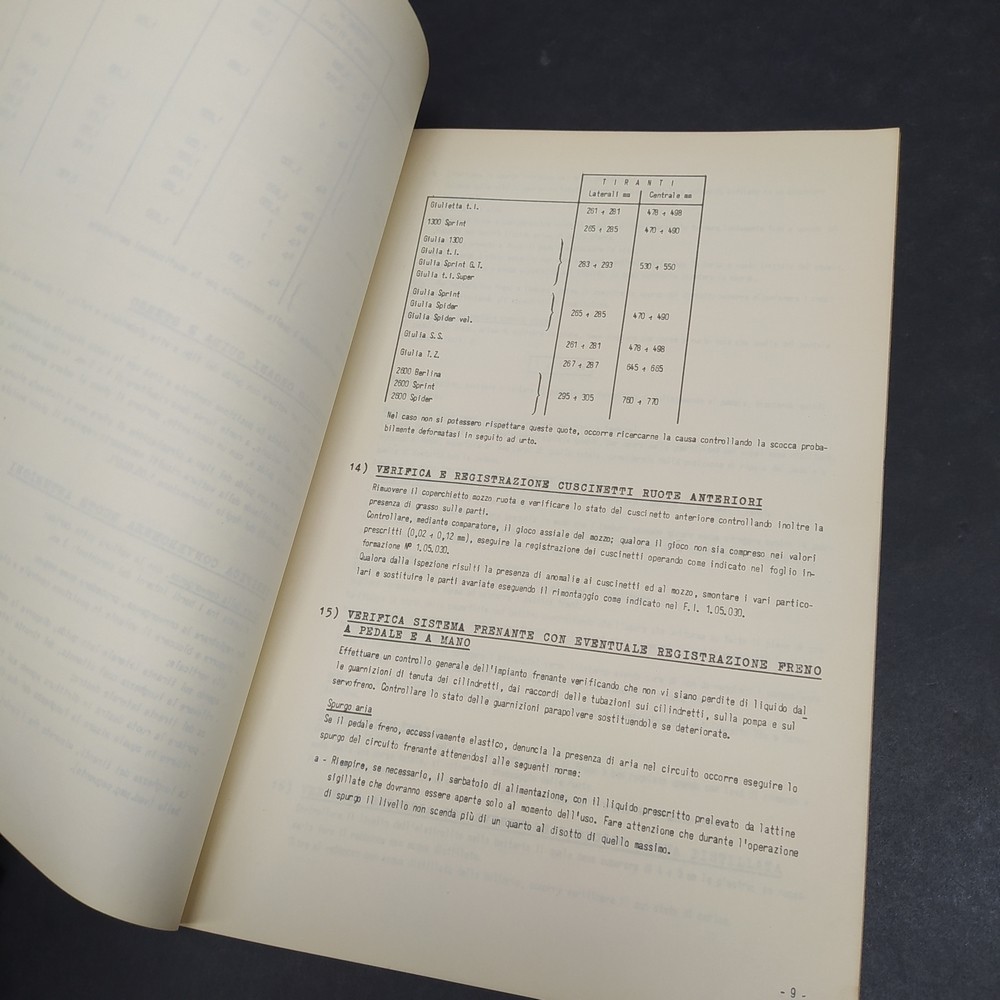 T I R A N T I
Laterali mm Centrale mm
Giulietta t.i. 261 ÷ 281 478 ÷ 498
1300 Sprint 265 ÷ 285 470 ÷ 490
Giulia 1300
Giulia t.i.
Giulia Sprint G.T. 283 ÷ 293 530 ÷ 550
Giulia t.i. Super
Giulia Sprint
Giulia Spider
Giulia Spider vel. 265 ÷ 285 470 ÷ 490
Giulia S.S. 261 ÷ 281 478 ÷ 498
Giulia T.Z. 267 ÷ 287 645 ÷ 665
2600 Berlina
2600 Sprint 295 ÷ 305 760 ÷ 770
2600 Spider
Nel caso non si potessero rispettare queste quote, occorre ricercarne la causa controllando la scocca proba-
bilmente deformatasi in seguito ad urto.
14) VERIFICA E REGISTRAZIONE CUSCINETTI RUOTE ANTERIORI
Rimuovere il coperchietto mozzo ruota e verificare lo stato del cuscinetto anteriore controllando inoltre la
presenza di grasso sulle parti.
Controllare, mediante comparatore, il gioco assiale del mozzo; qualora il gioco non sia compreso nei valori
prescritti (0,02 ÷ 0,12 mm), eseguire la registrazione dei cuscinetti operando come indicato nel foglio in-
formazione Nº 1.05.030.
Qualora dalla ispezione risulti la presenza di anomalie ai cuscinetti ed al mozzo, smontare i vari partico-
lari e sostituire le parti avariate eseguendo il rimontaggio come indicato nel F.I. 1.05.030.
15) VERIFICA SISTEMA FRENANTE CON EVENTUALE REGISTRAZIONE FRENO
A PEDALE E A MANO
Effettuare un controllo generale dell'impianto frenante verificando che non vi siano perdite di liquido dal
le guarnizioni di tenuta dei cilindretti, dai raccordi delle tubazioni sui cilindretti, sulla pompa e sul
servofreno. Controllare lo stato delle guarnizioni parapolvere sostituendole se deteriorate.
Spurgo aria
Se il pedale freno, eccessivamente elastico, denuncia la presenza di aria nel circuito occorre eseguire lo
spurgo del circuito frenante attenendosi alle seguenti norme:
a - Riempire, se necessario, il serbatoio di alimentazione, con il liquido prescritto prelevato da lattine
sigillate che dovranno essere aperte solo al momento dell'uso. Fare attenzione che durante l'operazione
di spurgo il livello non scenda più di un quarto al disotto di quello massimo.
- 9 -